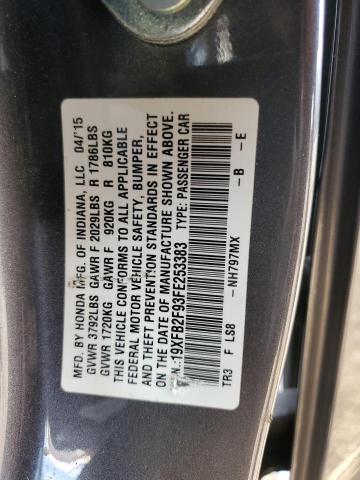 MFD. BY HONDA MFG. OF INDIANA, LLC 04/15
GVWR 3792LBS GAWR F 2029LBS R 1786LBS
GVWR 1720KG GAWR F 920KG R 810KG
THIS VEHICLE CONFORMS TO ALL APPLICABLE
FEDERAL MOTOR VEHICLE SAFETY, BUMPER,
AND THEFT PREVENTION STANDARDS IN EFFECT
ON THE DATE OF MANUFACTURE SHOWN ABOVE.
V.I.N.:19XFB2F93FE253383 TYPE: PASSENGER CAR
NH797MX - B - E
TR3 F LS8